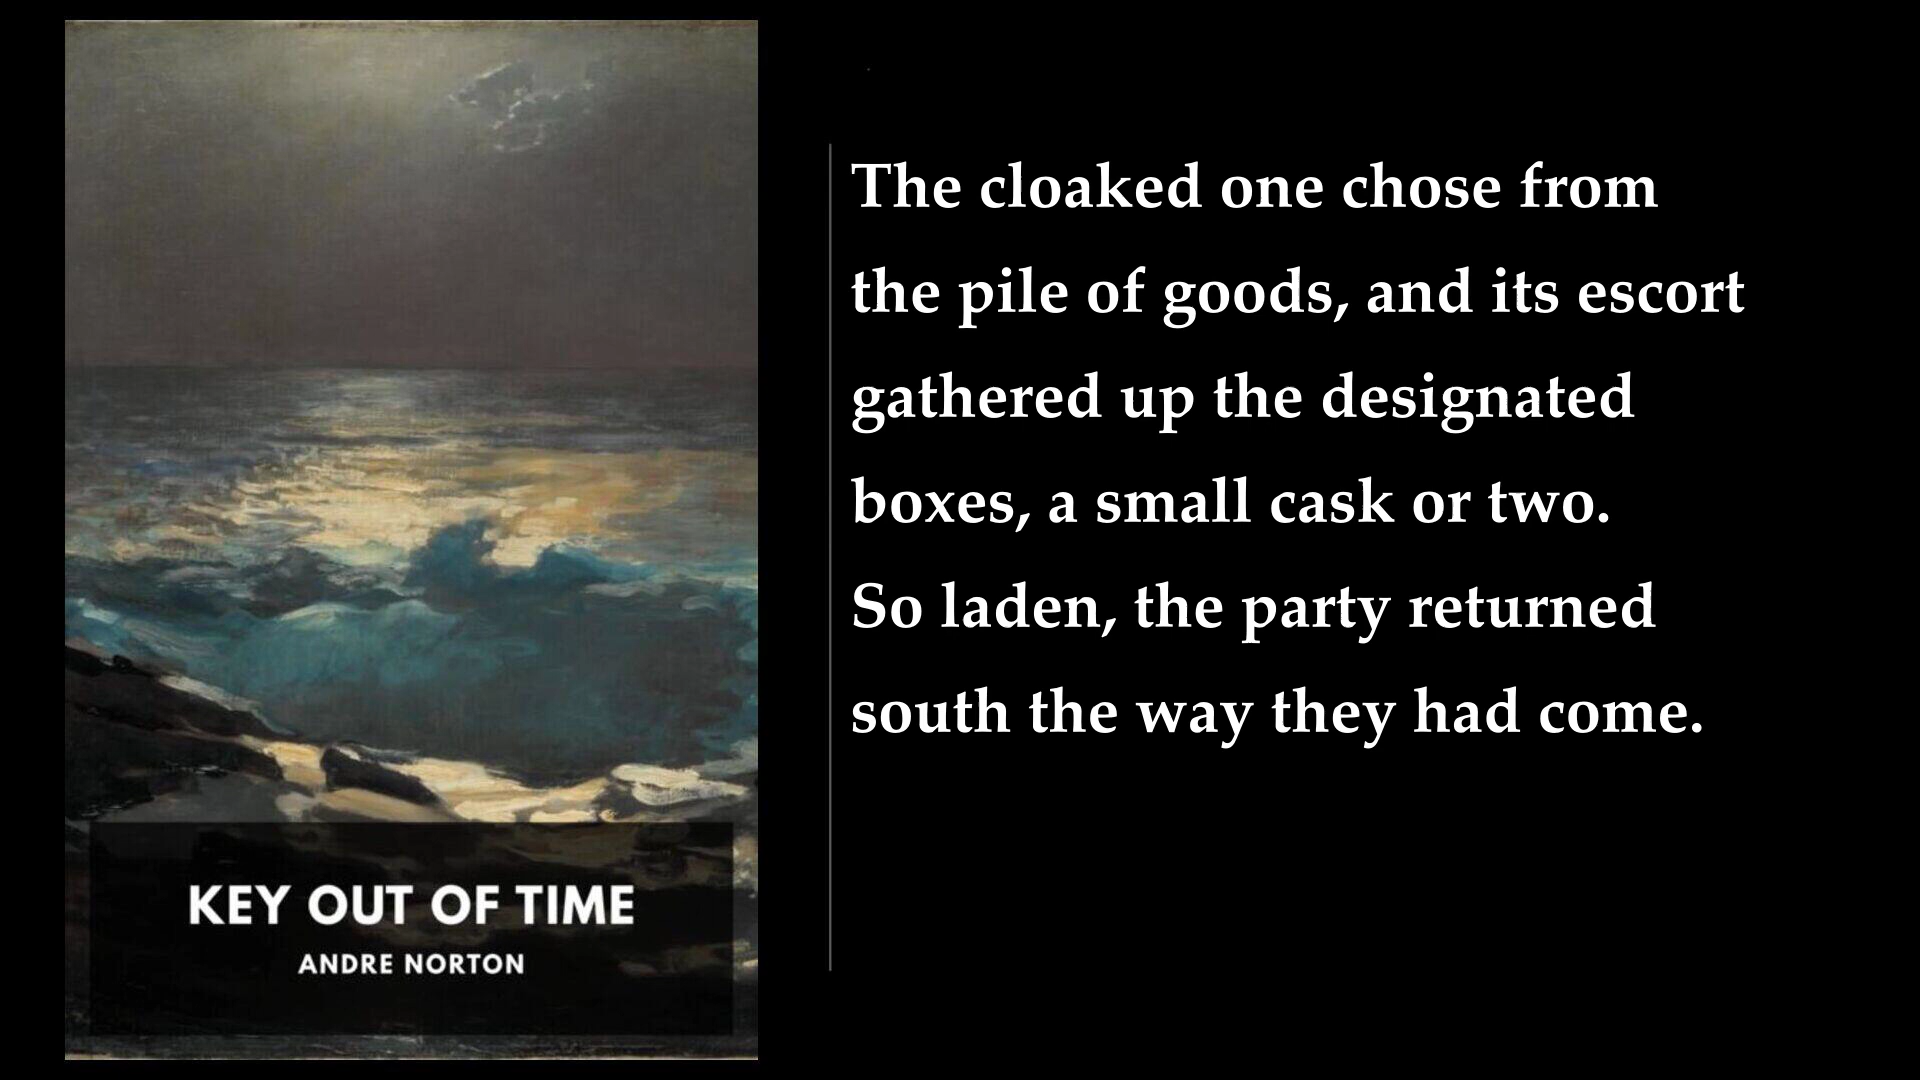 The cloaked one chose from
the pile of goods, and its escort
gathered up the designated
boxes, a small cask or two.
So laden, the party returned
south the way they had come.
KEY OUT OF TIME
ANDRE NORTON